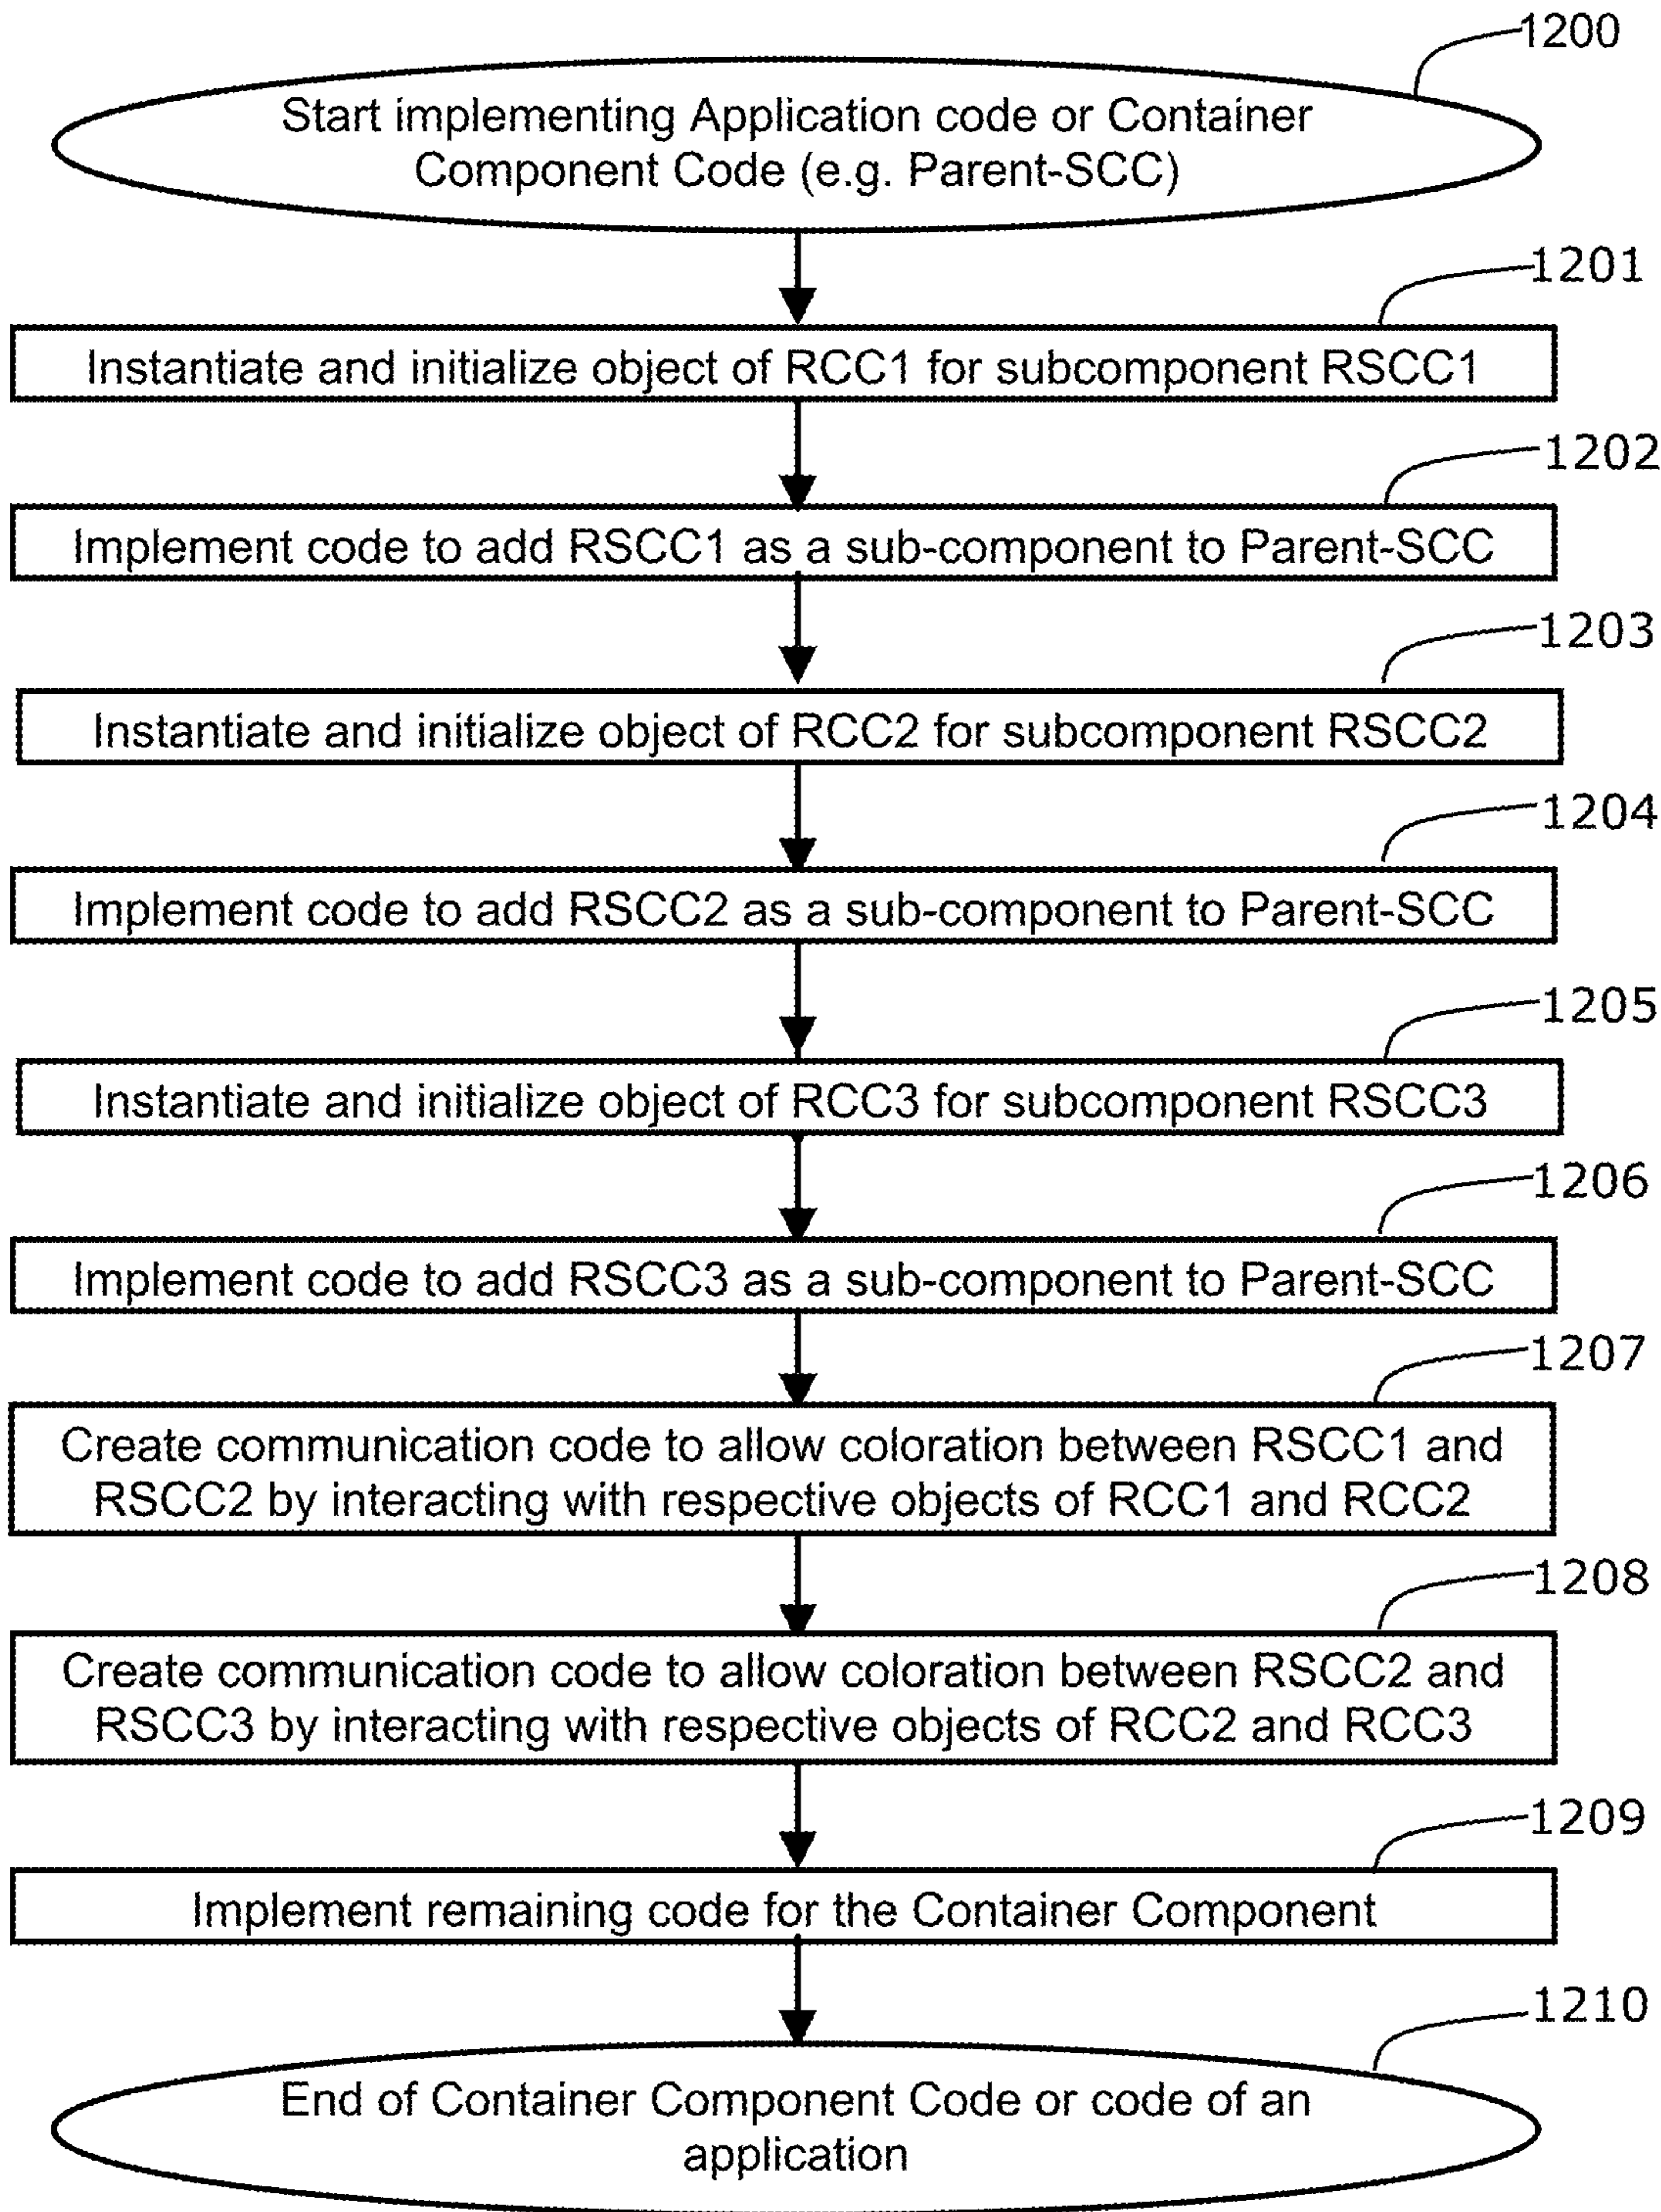 1200
Start implementing Application code or Container
Component Code (e.g. Parent-SCC)
1201
Instantiate and initialize object of RCC1 for subcomponent RSCC1
1202
Implement code to add RSCC1 as a sub-component to Parent-SCC
1203
Instantiate and initialize object of RCC2 for subcomponent RSCC2
1204
Implement code to add RSCC2 as a sub-component to Parent-SCC
1205
Instantiate and initialize object of RCC3 for subcomponent RSCC3
1206
Implement code to add RSCC3 as a sub-component to Parent-SCC
1207
Create communication code to allow coloration between RSCC1 and
RSCC2 by interacting with respective objects of RCC1 and RCC2
1208
Create communication code to allow coloration between RSCC2 and
RSCC3 by interacting with respective objects of RCC2 and RCC3
1209
Implement remaining code for the Container Component
1210
End of Container Component Code or code of an
application